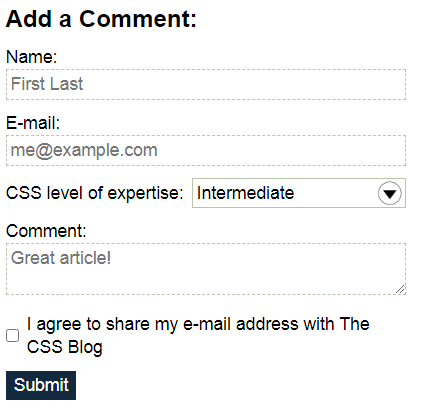 Add a Comment:
Name:
First Last
E-mail:
me@example.com
CSS level of expertise: Intermediate
Comment:
Great article!
I agree to share my e-mail address with The
CSS Blog
Submit